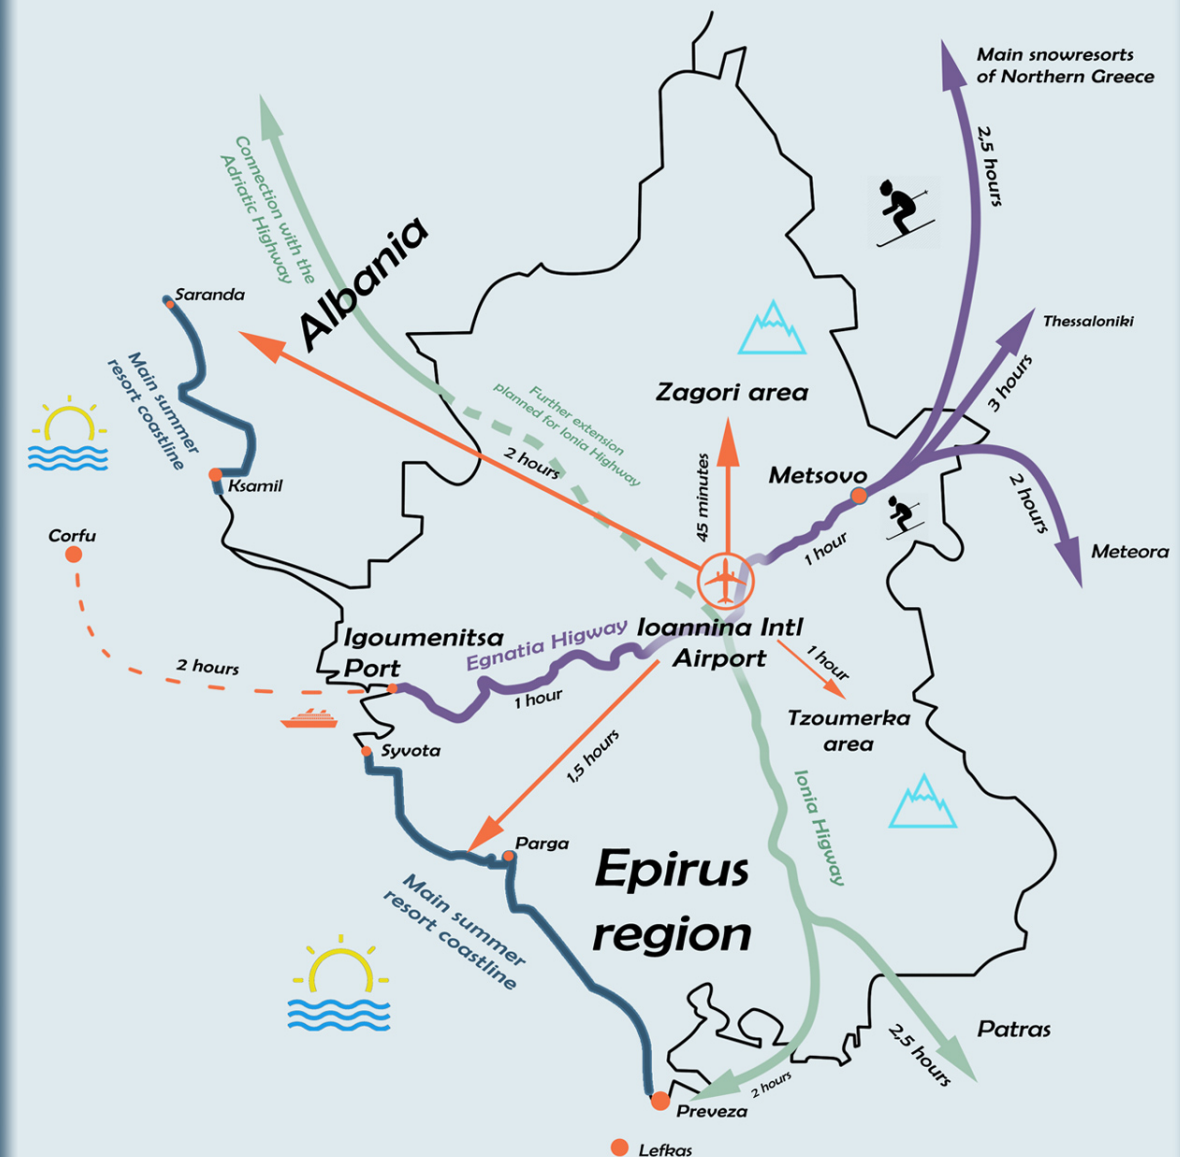 Main snowresorts
of Northern Greece
2,5 hours
Connection with the
Adriatic Highway
Albania
Saranda
Thessaloniki
3 hours
Main summer
resort coastline
Zagori area
Further extension
planned for Ionia Highway
2 hours
45 minutes
Metsovo
Ksamil
2 hours
1 hour
Meteora
Corfu
Igoumenitsa
Port
Egnatia Higway
Ioannina Intl
Airport
1 hour
2 hours
1 hour
Tzoumerka
area
Syvota
1,5 hours
Ionia Higway
Parga
Epirus
region
Main summer
resort coastline
Patras
2,5 hours
2 hours
Preveza
Lefkas